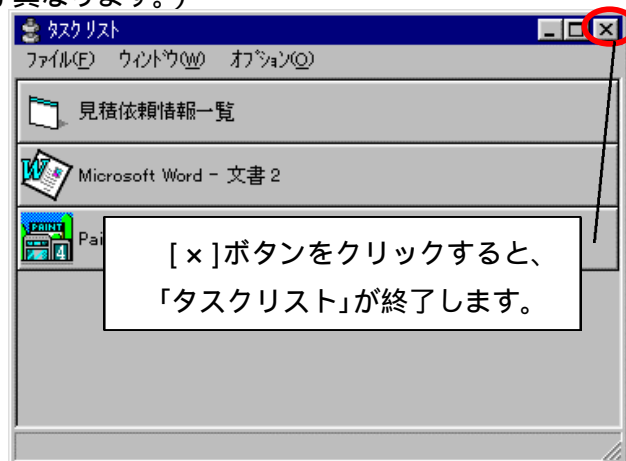 異なります。)
タスクリスト
ファイル(F) ウィンドウ(W) オプション(O)
見積依頼情報一覧
Microsoft Word - 文書 2
PAINT
4
Pai
[×]ボタンをクリックすると、
「タスクリスト」が終了します。